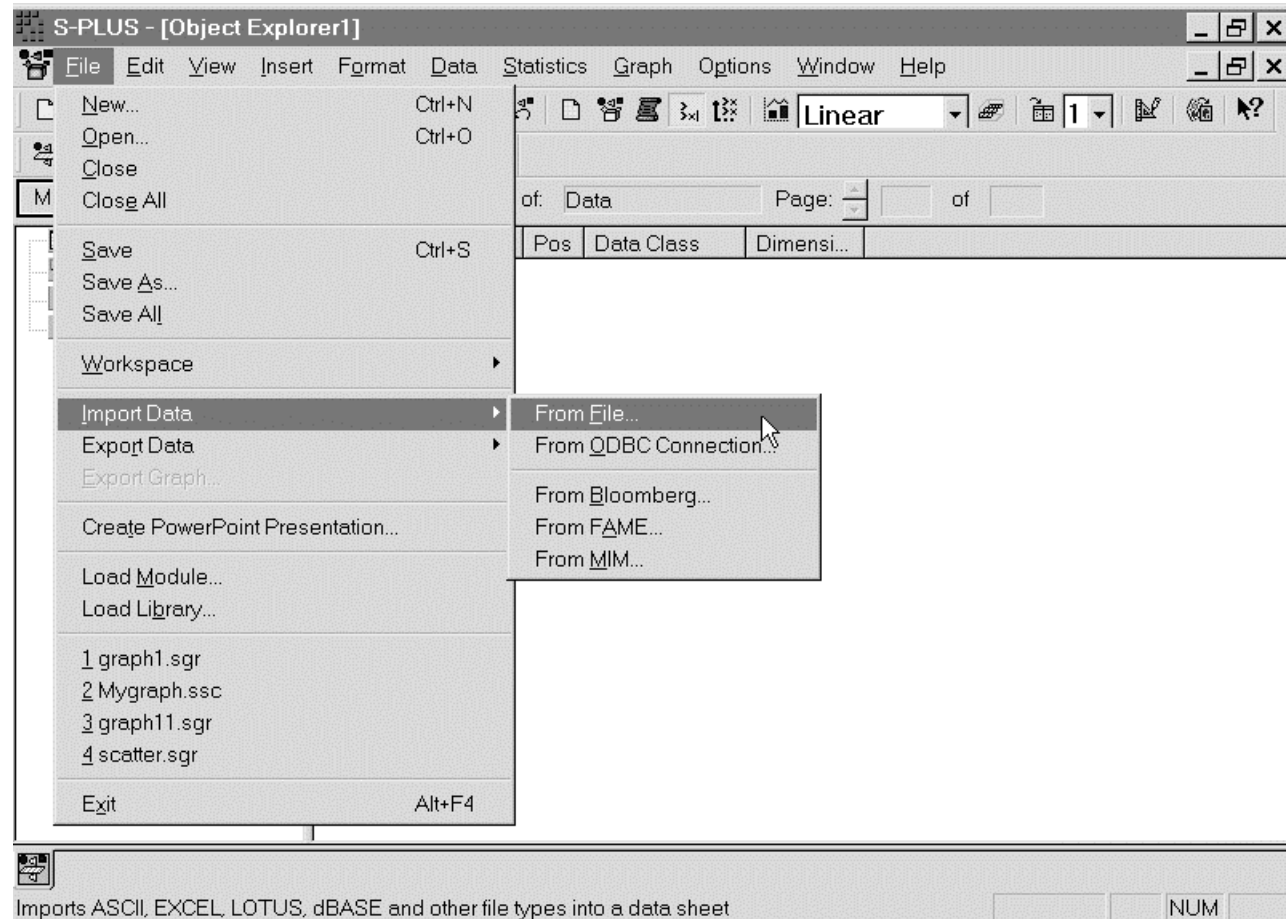 S-PLUS - [Object Explorer1]
File Edit View Insert Format Data Statistics Graph Options Window Help
Linear 1
M of: Data Page: of
Pos Data Class Dimensi...
New... Ctrl+N
Open... Ctrl+O
Close
Close All
Save Ctrl+S
Save As...
Save All
Workspace
Import Data
Export Data
Export Graph...
Create PowerPoint Presentation...
Load Module...
Load Library...
1 graph1.sgr
2 Mygraph.ssc
3 graph11.sgr
4 scatter.sgr
Exit Alt+F4
From File...
From ODBC Connection...
From Bloomberg...
From FAME...
From MIM...
Imports ASCII, EXCEL, LOTUS, dBASE and other file types into a data sheet NUM